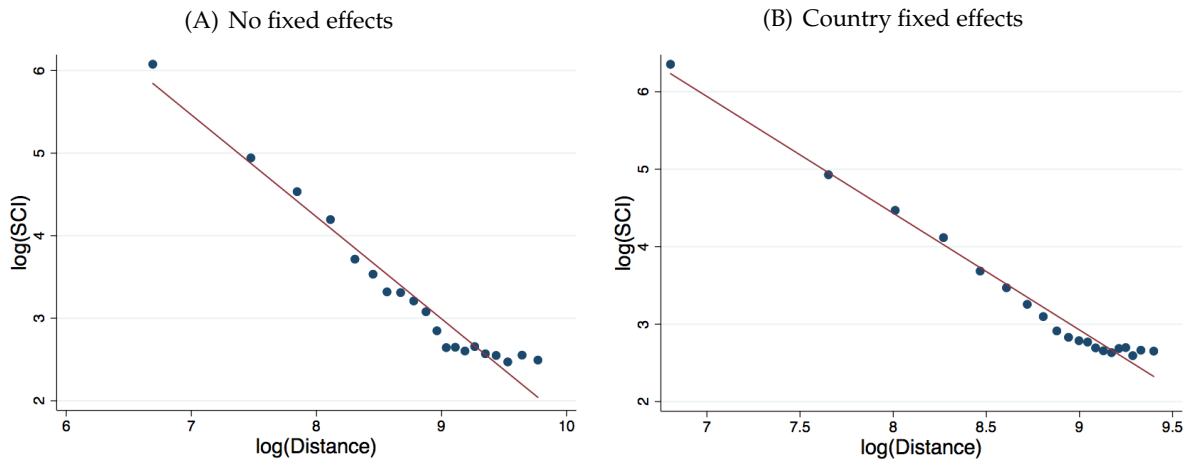 (A) No fixed effects
6
5
4
3
2
log(SCI)
6 7 8 9 10
log(Distance)
(B) Country fixed effects
6
5
4
3
2
log(SCI)
7 7.5 8 8.5 9 9.5
log(Distance)